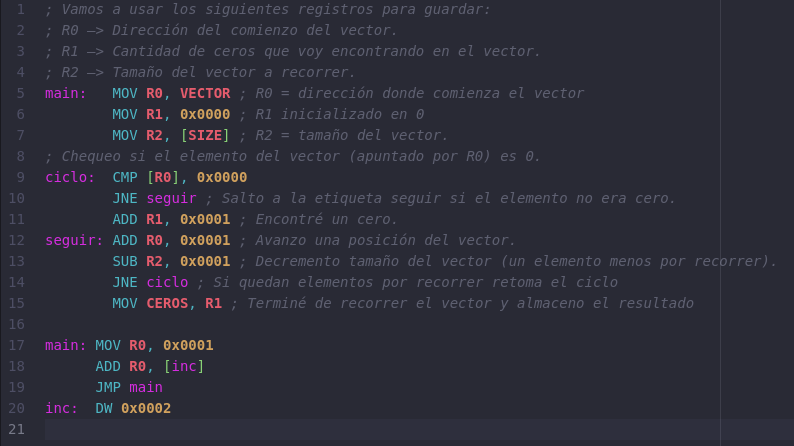 1 ; Vamos a usar los siguientes registros para guardar:
2 ; R0 —> Dirección del comienzo del vector.
3 ; R1 —> Cantidad de ceros que voy encontrando en el vector.
4 ; R2 —> Tamaño del vector a recorrer.
5 main:   MOV R0, VECTOR ; R0 = dirección donde comienza el vector
6         MOV R1, 0x0000 ; R1 inicializado en 0
7         MOV R2, [SIZE] ; R2 = tamaño del vector.
8 ; Chequeo si el elemento del vector (apuntado por R0) es 0.
9 ciclo:  CMP [R0], 0x0000
10         JNE seguir ; Salto a la etiqueta seguir si el elemento no era cero.
11         ADD R1, 0x0001 ; Encontré un cero.
12 seguir: ADD R0, 0x0001 ; Avanzo una posición del vector.
13         SUB R2, 0x0001 ; Decremento tamaño del vector (un elemento menos por recorrer).
14         JNE ciclo ; Si quedan elementos por recorrer retoma el ciclo
15         MOV CEROS, R1 ; Terminé de recorrer el vector y almaceno el resultado
16
17 main: MOV R0, 0x0001
18       ADD R0, [inc]
19       JMP main
20 inc:  DW 0x0002
21